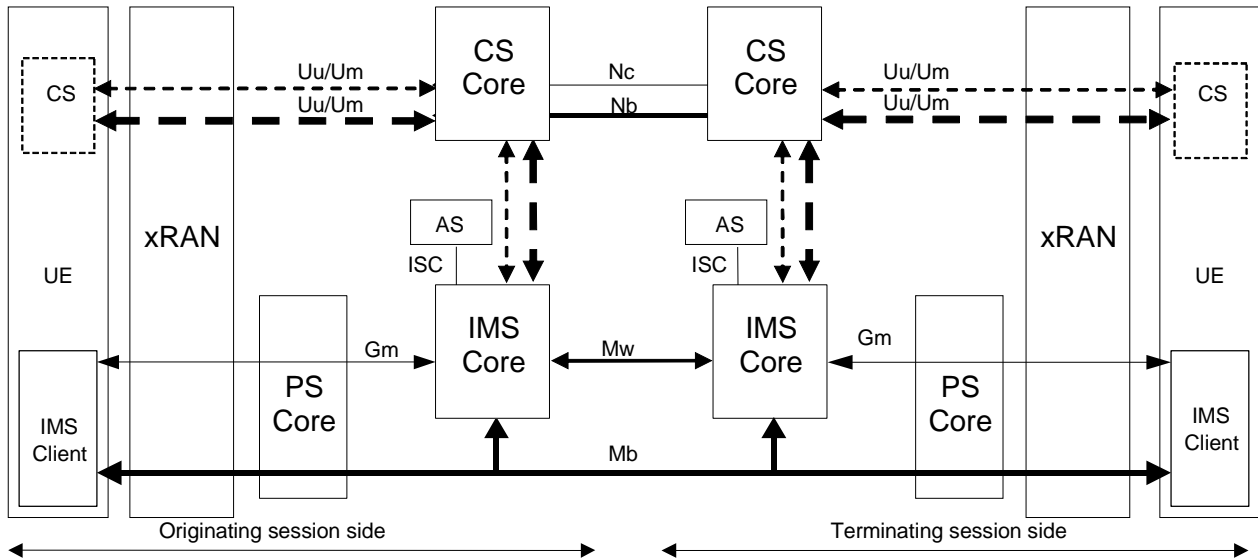 CS
Uu/Um
Uu/Um
CS
Core
Nc
Nb
CS
Core
Uu/Um
Uu/Um
CS
UE
xRAN
AS
ISC
AS
ISC
xRAN
UE
IMS
Client
PS
Core
Gm
IMS
Core
Mw
IMS
Core
Gm
PS
Core
IMS
Client
Mb
Originating session side
Terminating session side